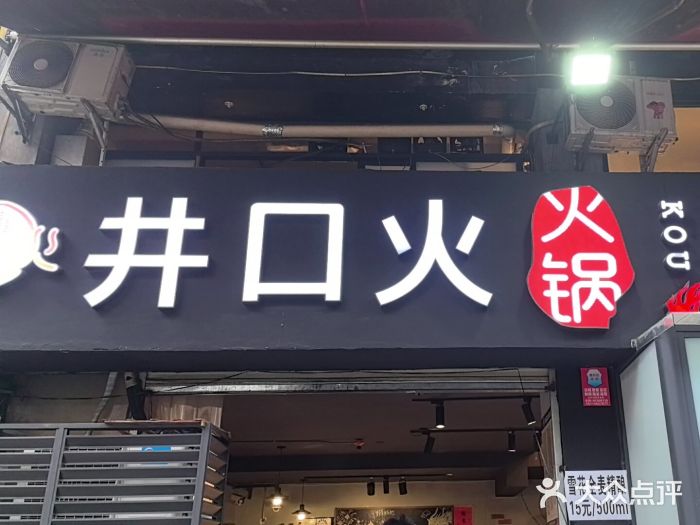 井口火
火锅
KOU
雪花全麦精酿
15元/500ml
大众点评